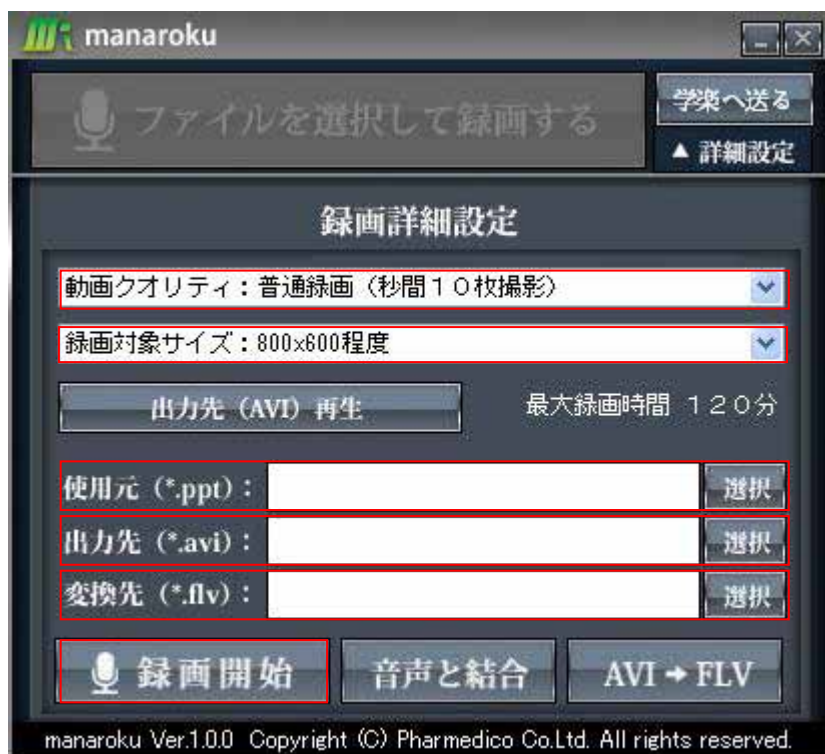 manaroku
ファイルを選択して録画する
学楽へ送る
▲ 詳細設定
録画詳細設定
動画クオリティ：普通録画（秒間１０枚撮影）
録画対象サイズ：800x600程度
出力先（AVI）再生
最大録画時間 １２０分
使用元（*.ppt）： 選択
出力先（*.avi）： 選択
変換先（*.flv）： 選択
録画開始
音声と結合
AVI➔FLV
manaroku Ver.1.0.0 Copyright (C) Pharmedico Co.Ltd. All rights reserved.